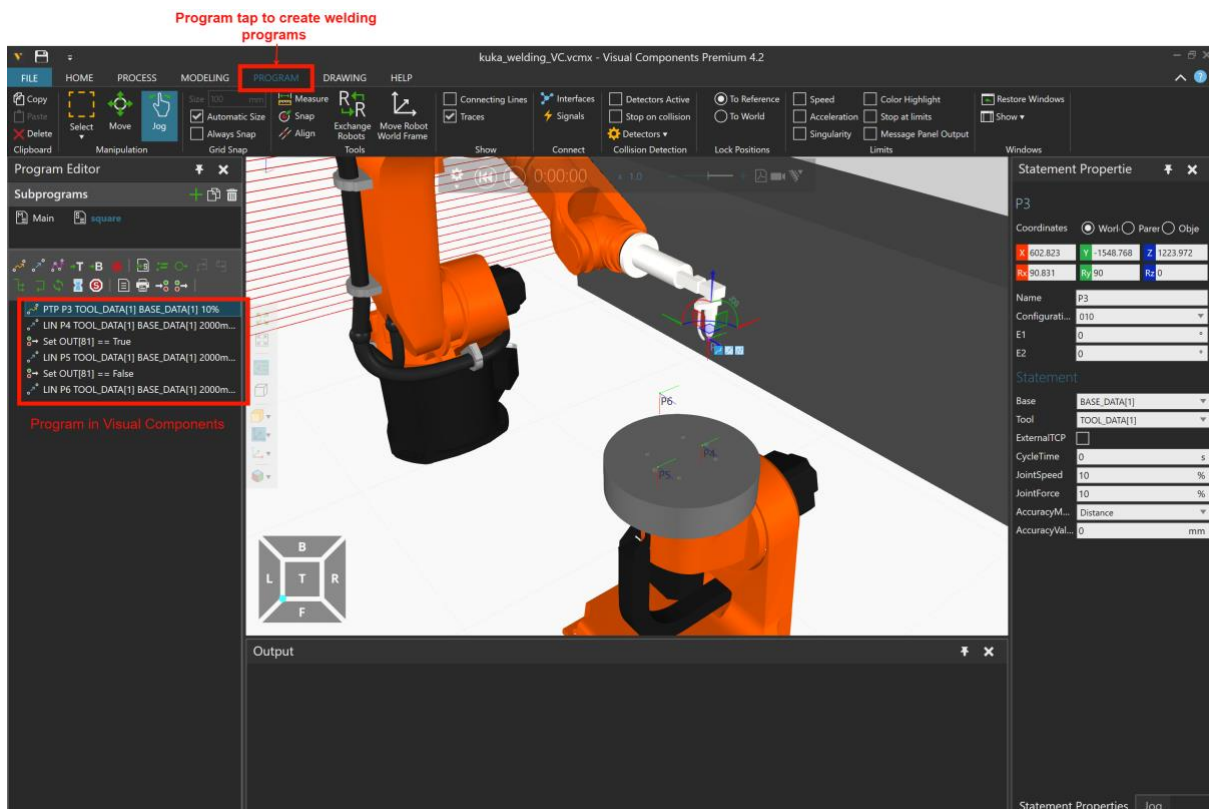 Program tap to create welding
programs
kuka_welding_VC.vcmx - Visual Components Premium 4.2
FILE HOME PROCESS MODELING PROGRAM DRAWING HELP
Copy
Paste
Delete
Clipboard
Select
Move
Jog
Manipulation
Size 100 mm
Automatic Size
Always Snap
Grid Snap
Measure
Snap
Align
Exchange
Robots
Move Robot
World Frame
Tools
Connecting Lines
Traces
Show
Interfaces
Signals
Connect
Detectors Active
Stop on collision
Detectors
Collision Detection
To Reference
To World
Lock Positions
Speed
Acceleration
Singularity
Color Highlight
Stop at limits
Message Panel Output
Limits
Restore Windows
Show
Windows
Program Editor
Subprograms
Main square
PTP P3 TOOL_DATA[1] BASE_DATA[1] 10%
LIN P4 TOOL_DATA[1] BASE_DATA[1] 2000m...
Set OUT[81] == True
LIN P5 TOOL_DATA[1] BASE_DATA[1] 2000m...
Set OUT[81] == False
LIN P6 TOOL_DATA[1] BASE_DATA[1] 2000m...
Program in Visual Components
0:00:00 x 1.0
P6
P4
P5
B
L T R
F
Output
Statement Propertie
P3
Coordinates Worl Parer Obje
X 602.823 Y -1548.768 Z 1223.972
Rx 90.831 Ry 90 Rz 0
Name P3
Configurati... 010
E1 0 °
E2 0 °
Statement
Base BASE_DATA[1]
Tool TOOL_DATA[1]
ExternalTCP
CycleTime 0 s
JointSpeed 10 %
JointForce 10 %
AccuracyM... Distance
AccuracyVal... 0 mm
Statement Properties Jog